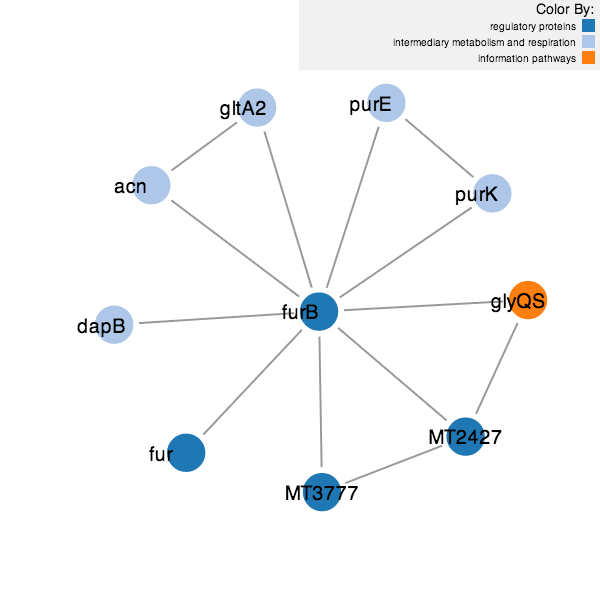 Color By:
regulatory proteins
intermediary metabolism and respiration
information pathways
gltA2
purE
acn
purK
glyQS
furB
dapB
MT2427
fur
MT3777